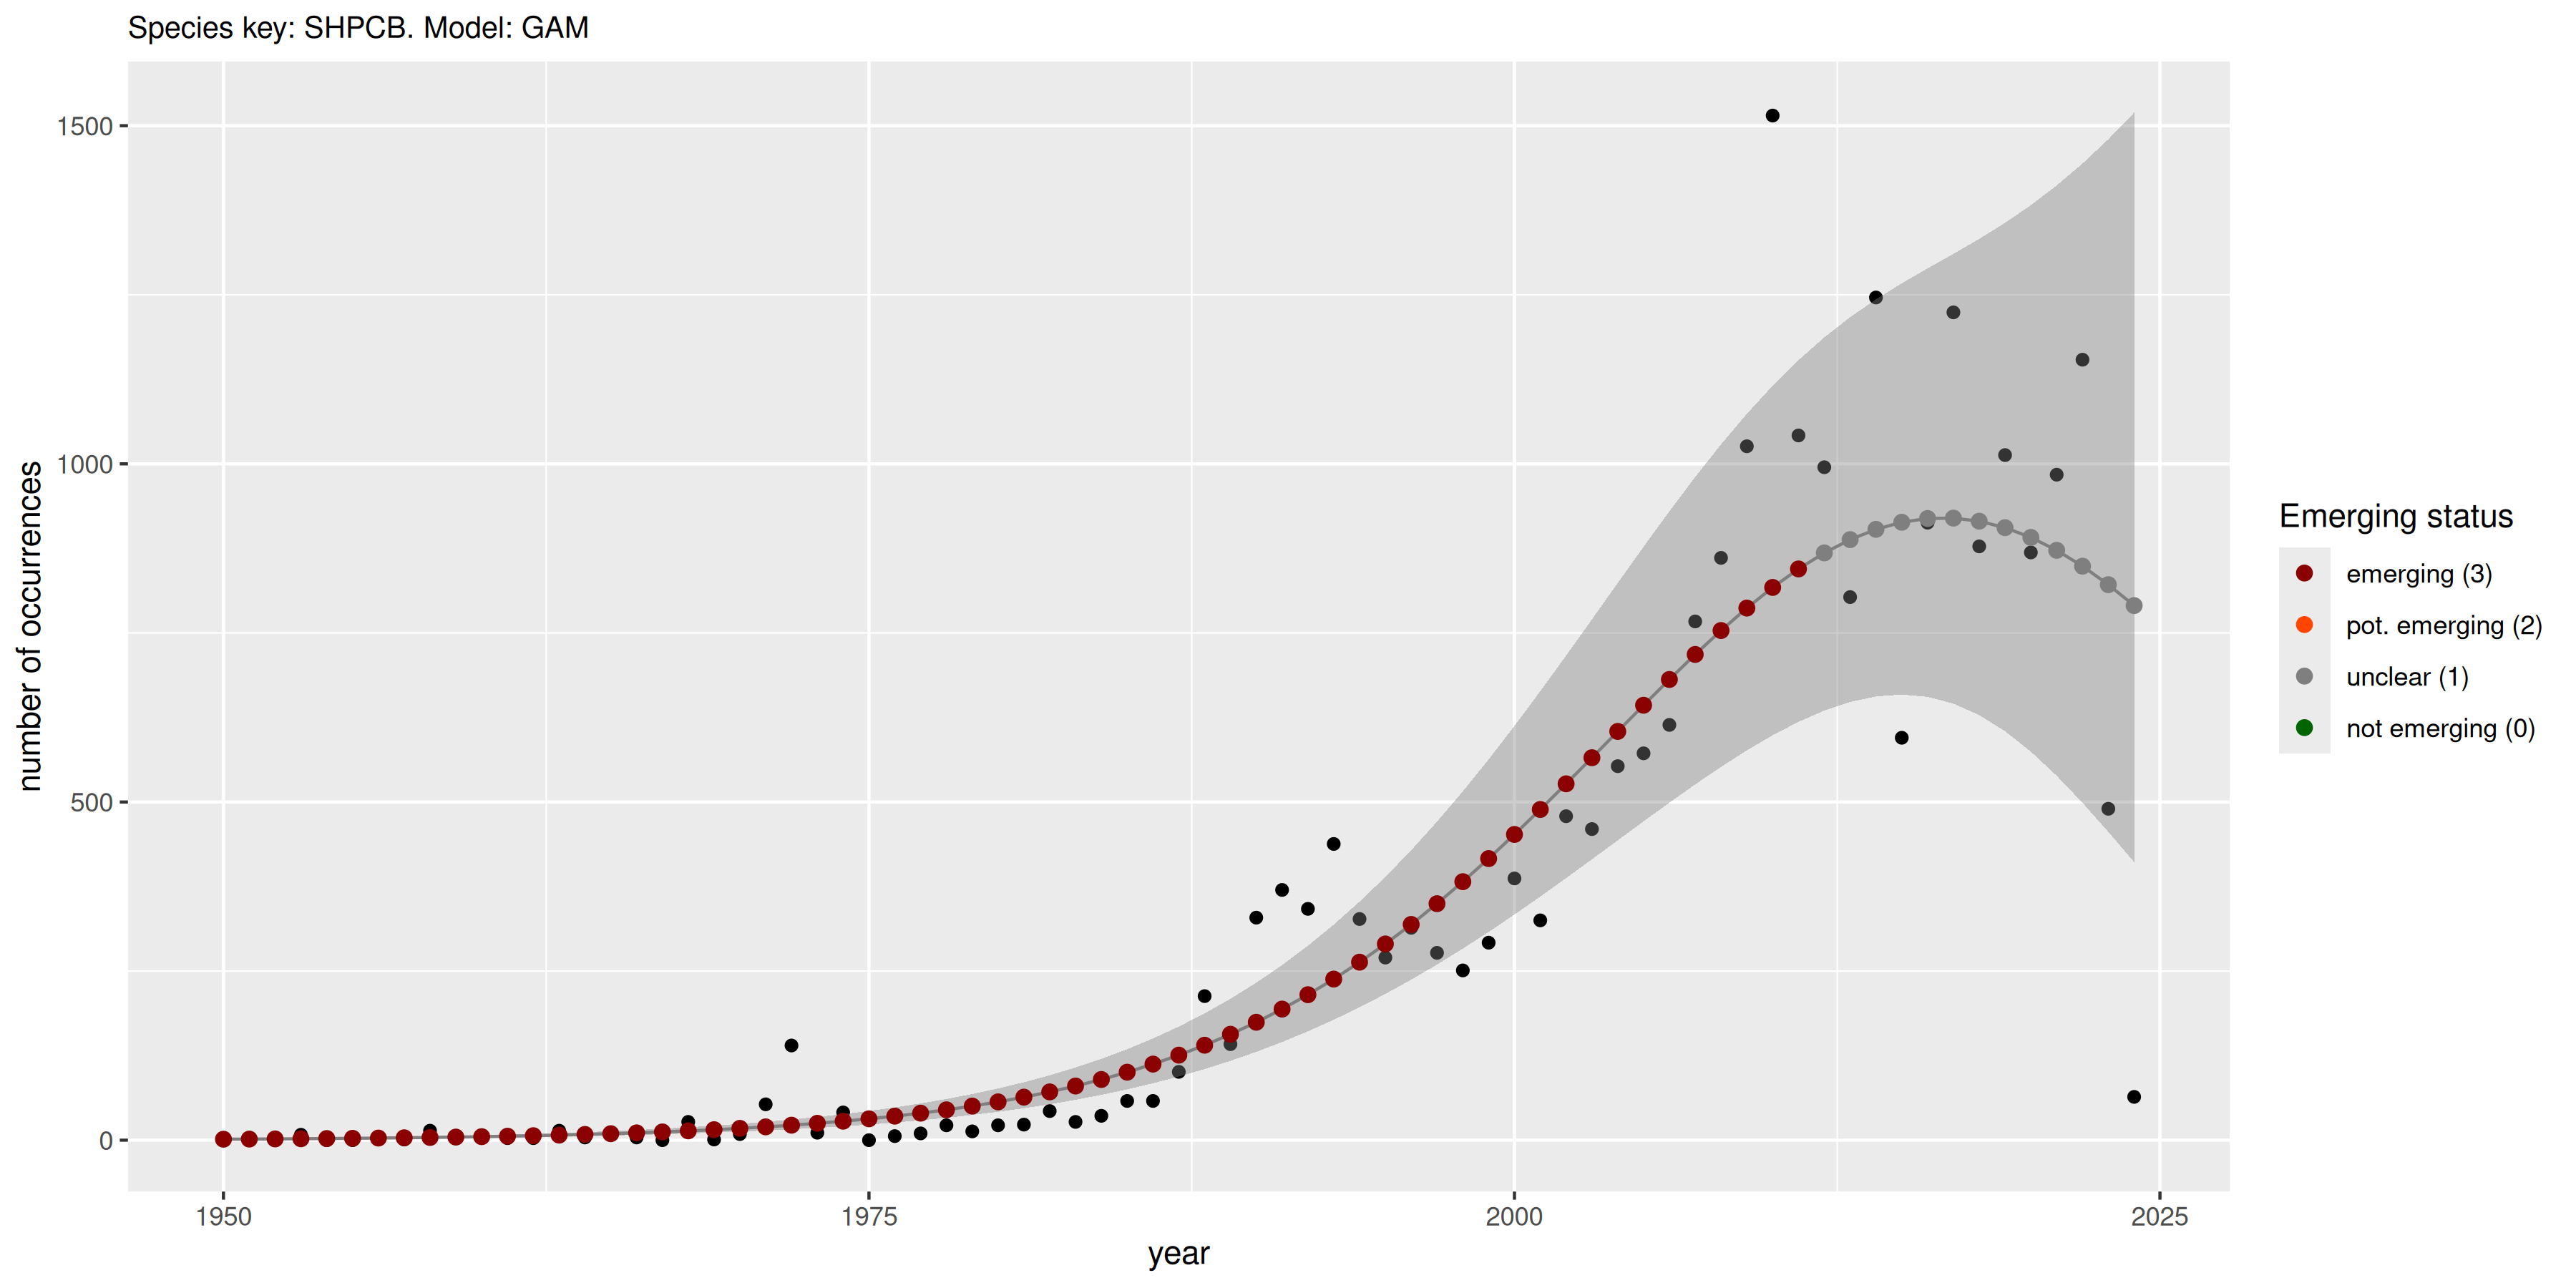 Species key: SHPCB. Model: GAM
1500
1000
500
0
number of occurrences
1950
1975
2000
2025
year
Emerging status
emerging (3)
pot. emerging (2)
unclear (1)
not emerging (0)